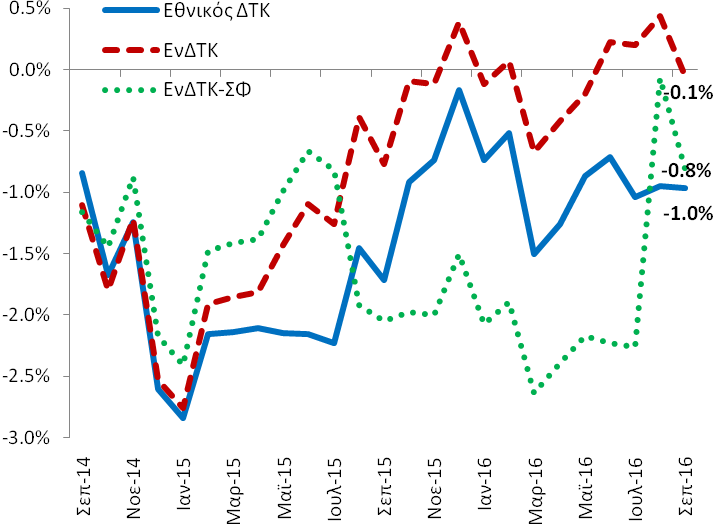 0.5%
0.0%
-0.5%
-1.0%
-1.5%
-2.0%
-2.5%
-3.0%
Εθνικός ΔΤΚ
ΕνΔΤΚ
ΕνΔΤΚ-ΣΦ
-0.1%
-0.8%
-1.0%
Σεπ-14
Νοε-14
Ιαν-15
Μαρ-15
Μαϊ-15
Ιουλ-15
Σεπ-15
Νοε-15
Ιαν-16
Μαρ-16
Μαϊ-16
Ιουλ-16
Σεπ-16